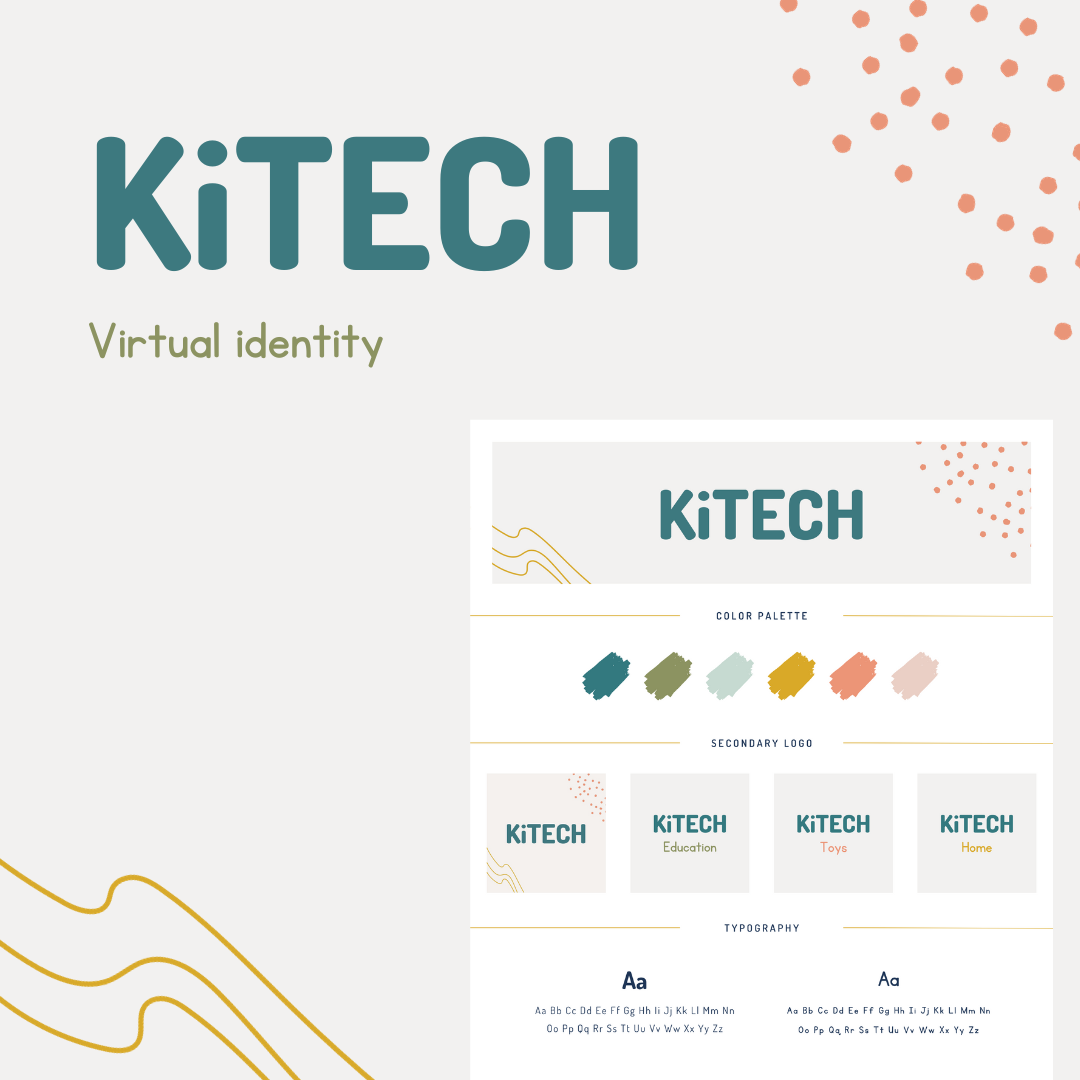 KiTECH
Virtual identity
KiTECH
COLOR PALETTE
SECONDARY LOGO
KiTECH
KiTECH
Education
KiTECH
Toys
KiTECH
Home
TYPOGRAPHY
Aa
Aa Bb Cc Dd Ee Ff Gg Hh Ii Jj Kk Ll Mm Nn
Oo Pp Qq Rr Ss Tt Uu Vv Ww Xx Yy Zz
Aa
Aa Bb Cc Dd Ee Ff Gg Hh Ii Jj Kk Ll Mm Nn
Oo Pp Qq Rr Ss Tt Uu Vv Ww Xx Yy Zz